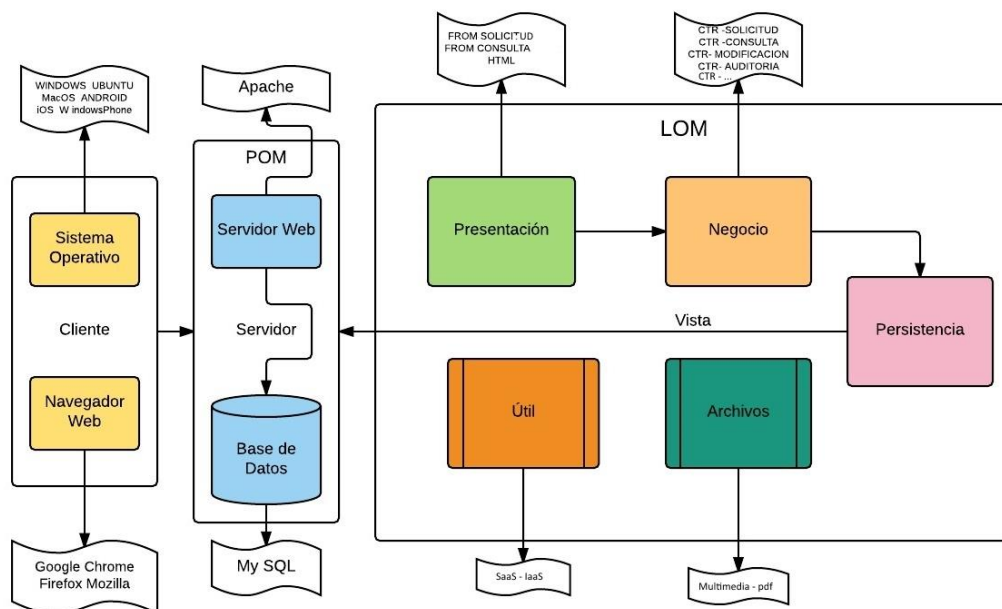 FROM SOLICITUD
FROM CONSULTA
HTML
CTR -SOLICITUD
CTR -CONSULTA
CTR- MODIFICACION
CTR- AUDITORIA
CTR - ...
WINDOWS UBUNTU
MacOS ANDROID
iOS W indowsPhone
Apache
LOM
POM
Sistema
Operativo
Servidor Web
Presentación
Negocio
Cliente
Servidor
Vista
Persistencia
Navegador
Web
Base de
Datos
Útil
Archivos
Google Chrome
Firefox Mozilla
My SQL
SaaS - IaaS
Multimedia - pdf